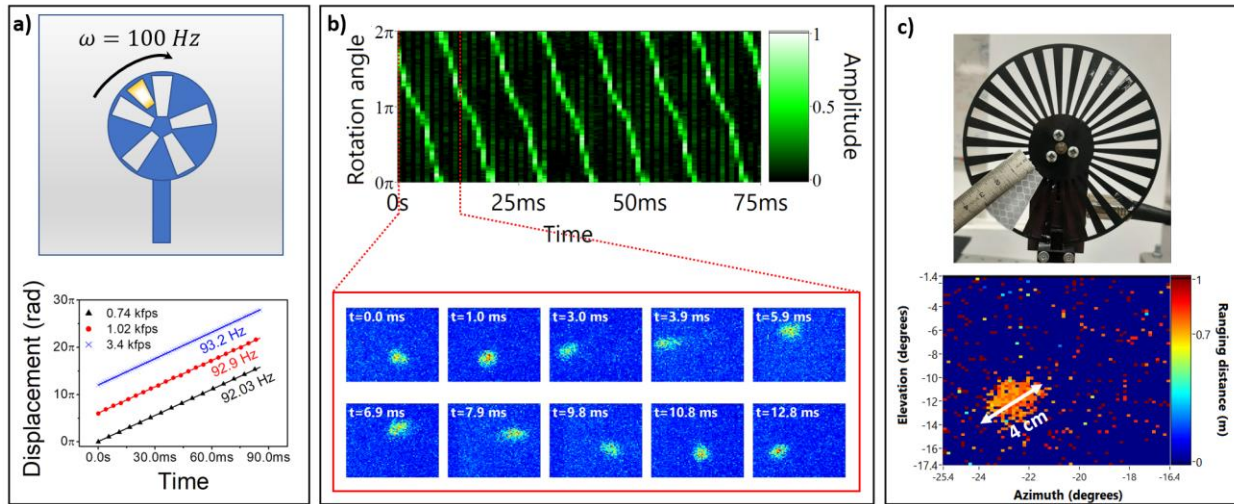 a)
ω = 100 Hz
Displacement (rad)
30π
20π
10π
0π
0.74 kfps
1.02 kfps
3.4 kfps
93.2 Hz
92.9 Hz
92.03 Hz
0.0s 30.0ms 60.0ms 90.0ms
Time
b)
Rotation angle
2π
1π
0π
0s 25ms 50ms 75ms
Time
1
0.5
0
Amplitude
t=0.0 ms t=1.0 ms t=3.0 ms t=3.9 ms t=5.9 ms
t=6.9 ms t=7.9 ms t=9.8 ms t=10.8 ms t=12.8 ms
c)
Elevation (degrees)
-1.4
-4
-6
-8
-10
-12
-14
-16
-17.4
4 cm
-25.4 -24 -22 -20 -18 -16.4
Azimuth (degrees)
1
0.7
0
Ranging distance (m)